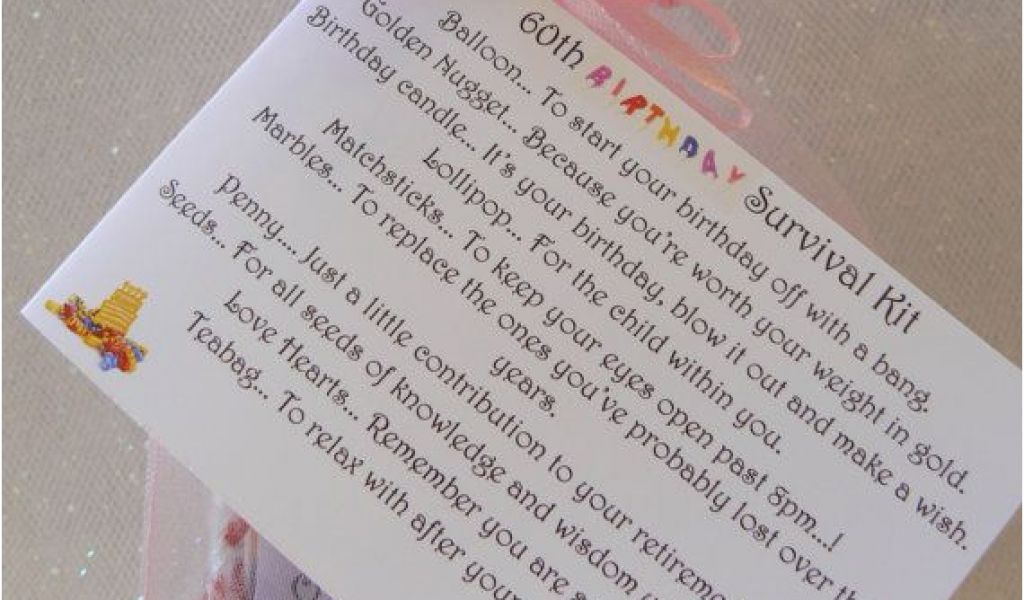 60th BIRTHDAY Survival Kit
Balloon... To start your birthday off with a bang.
Golden Nugget... Because you're worth your weight in gold.
Birthday candle... It's your birthday, blow it out and make a wish.
Lollipop... For the child within you.
Matchsticks... To keep your eyes open past 8pm...!
Marbles... To replace the ones you've probably lost over th
years.
Penny.... Just a little contribution to your retireme
Seeds... For all seeds of knowledge and wisdom
Love Hearts... Remember you are
Teabag... To relax with after your